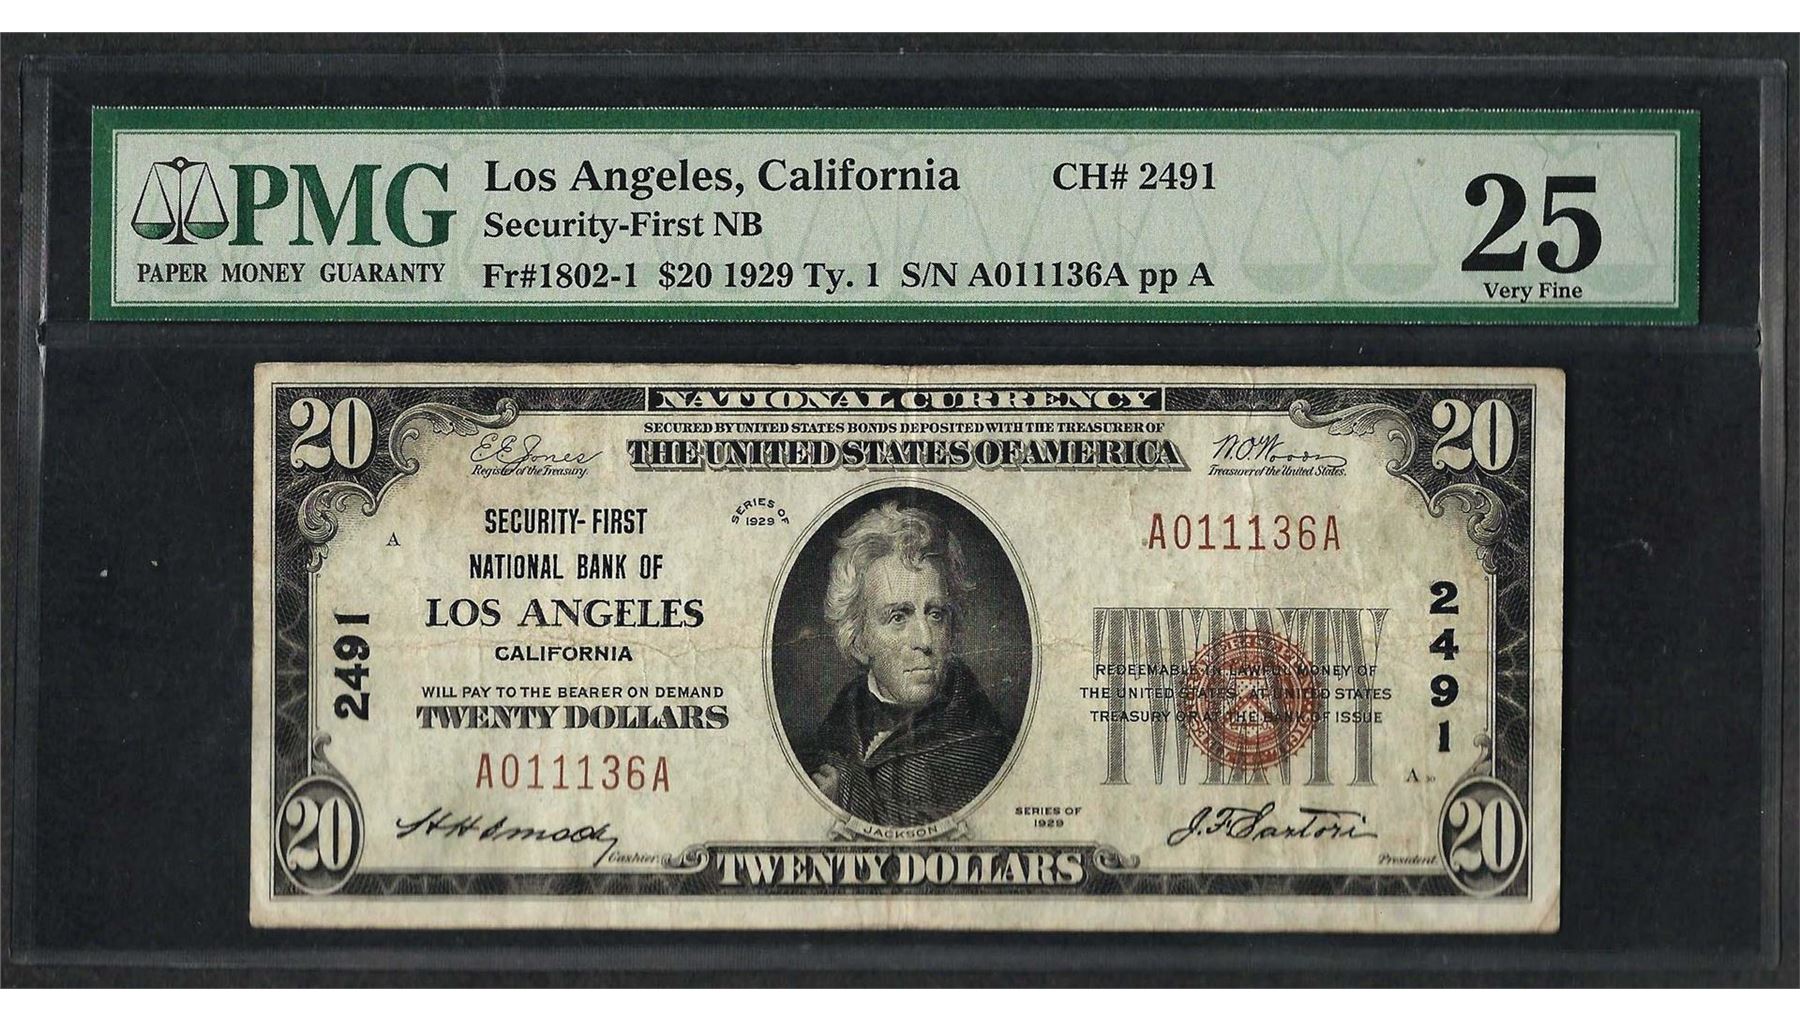 PMG
PAPER MONEY GUARANTY
Los Angeles, California CH# 2491
Security-First NB
Fr#1802-1 $20 1929 Ty. 1 S/N A011136A pp A
25
Very Fine
NATIONAL CURRENCY
SECURED BY UNITED STATES BONDS DEPOSITED WITH THE TREASURER OF
THE UNITED STATES OF AMERICA
20
20
E E Jones
Register of the Treasury.
W.O. Woods
Treasurer of the United States.
SERIES OF
1929
A
SECURITY-FIRST
NATIONAL BANK OF
LOS ANGELES
CALIFORNIA
WILL PAY TO THE BEARER ON DEMAND
TWENTY DOLLARS
A011136A
2491
A011136A
2491
TWENTY
REDEEMABLE IN LAWFUL MONEY OF
THE UNITED STATES AT UNITED STATES
TREASURY OR AT THE BANK OF ISSUE
A
JACKSON
SERIES OF
1929
20
Cashier.
J.F. Sartori
President.
20
TWENTY DOLLARS